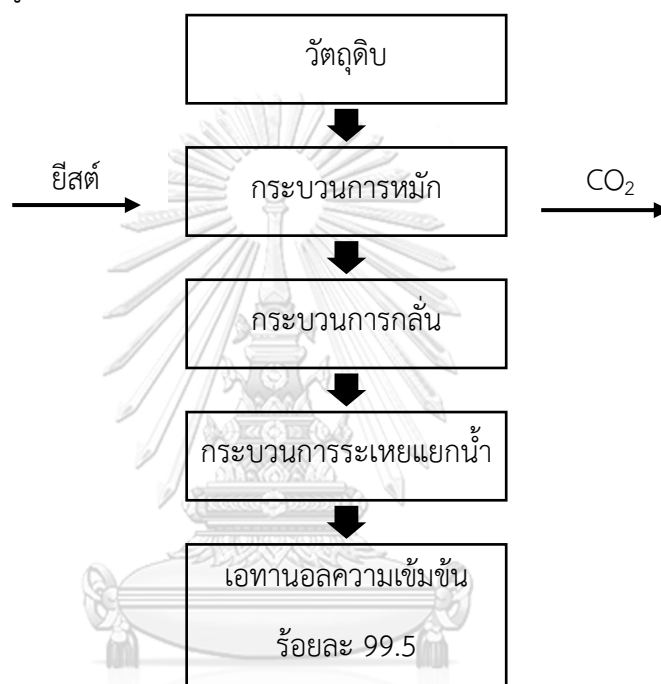 วัตถุดิบ
ยีสต์
กระบวนการหมัก
CO₂
กระบวนการกลั่น
กระบวนการระเหยแยกน้ำ
เอทานอลความเข้มข้น
ร้อยละ 99.5